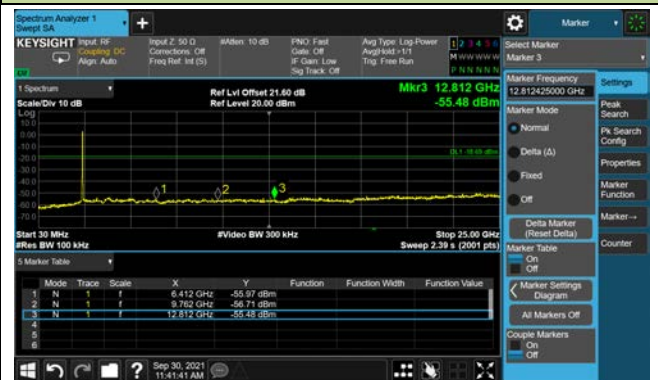 Spectrum Analyzer 1
Swept SA
+
Marker
KEYSIGHT
Input: RF
Coupling: DC
Align: Auto
Input Z: 50 Ω
Corrections: Off
Freq Ref: Int (S)
#Atten: 10 dB
PNO: Fast
Gate: Off
IF Gain: Low
Sig Track: Off
Avg Type: Log-Power
Avg|Hold:>1/1
Trig: Free Run
1 2 3 4 5 6
M W W W W W
P N N N N N
Select Marker
Marker 3
1 Spectrum
Scale/Div 10 dB
Log
Ref Lvl Offset 21.60 dB
Ref Level 20.00 dBm
Mkr3 12.812 GHz
-55.48 dBm
10.0
0.00
-10.0
-20.0
-30.0
-40.0
-50.0
-60.0
-70.0
1
2
3
Start 30 MHz
#Res BW 100 kHz
#Video BW 300 kHz
Stop 25.00 GHz
Sweep 2.39 s (2001 pts)
5 Marker Table
Mode Trace Scale X Y Function Function Width Function Value
1 N 1 f 6.412 GHz -55.97 dBm
2 N 1 f 9.762 GHz -56.71 dBm
3 N 1 f 12.812 GHz -55.48 dBm
4
5
6
Marker Frequency
12.812425000 GHz
Marker Mode
Normal
Delta (Δ)
Fixed
Off
Delta Marker
(Reset Delta)
Marker Table
On
Off
Marker Settings
Diagram
All Markers Off
Couple Markers
On
Off
Settings
Peak
Search
Pk Search
Config
Properties
Marker
Function
Marker→
Counter
?
Sep 30, 2021
11:41:41 AM